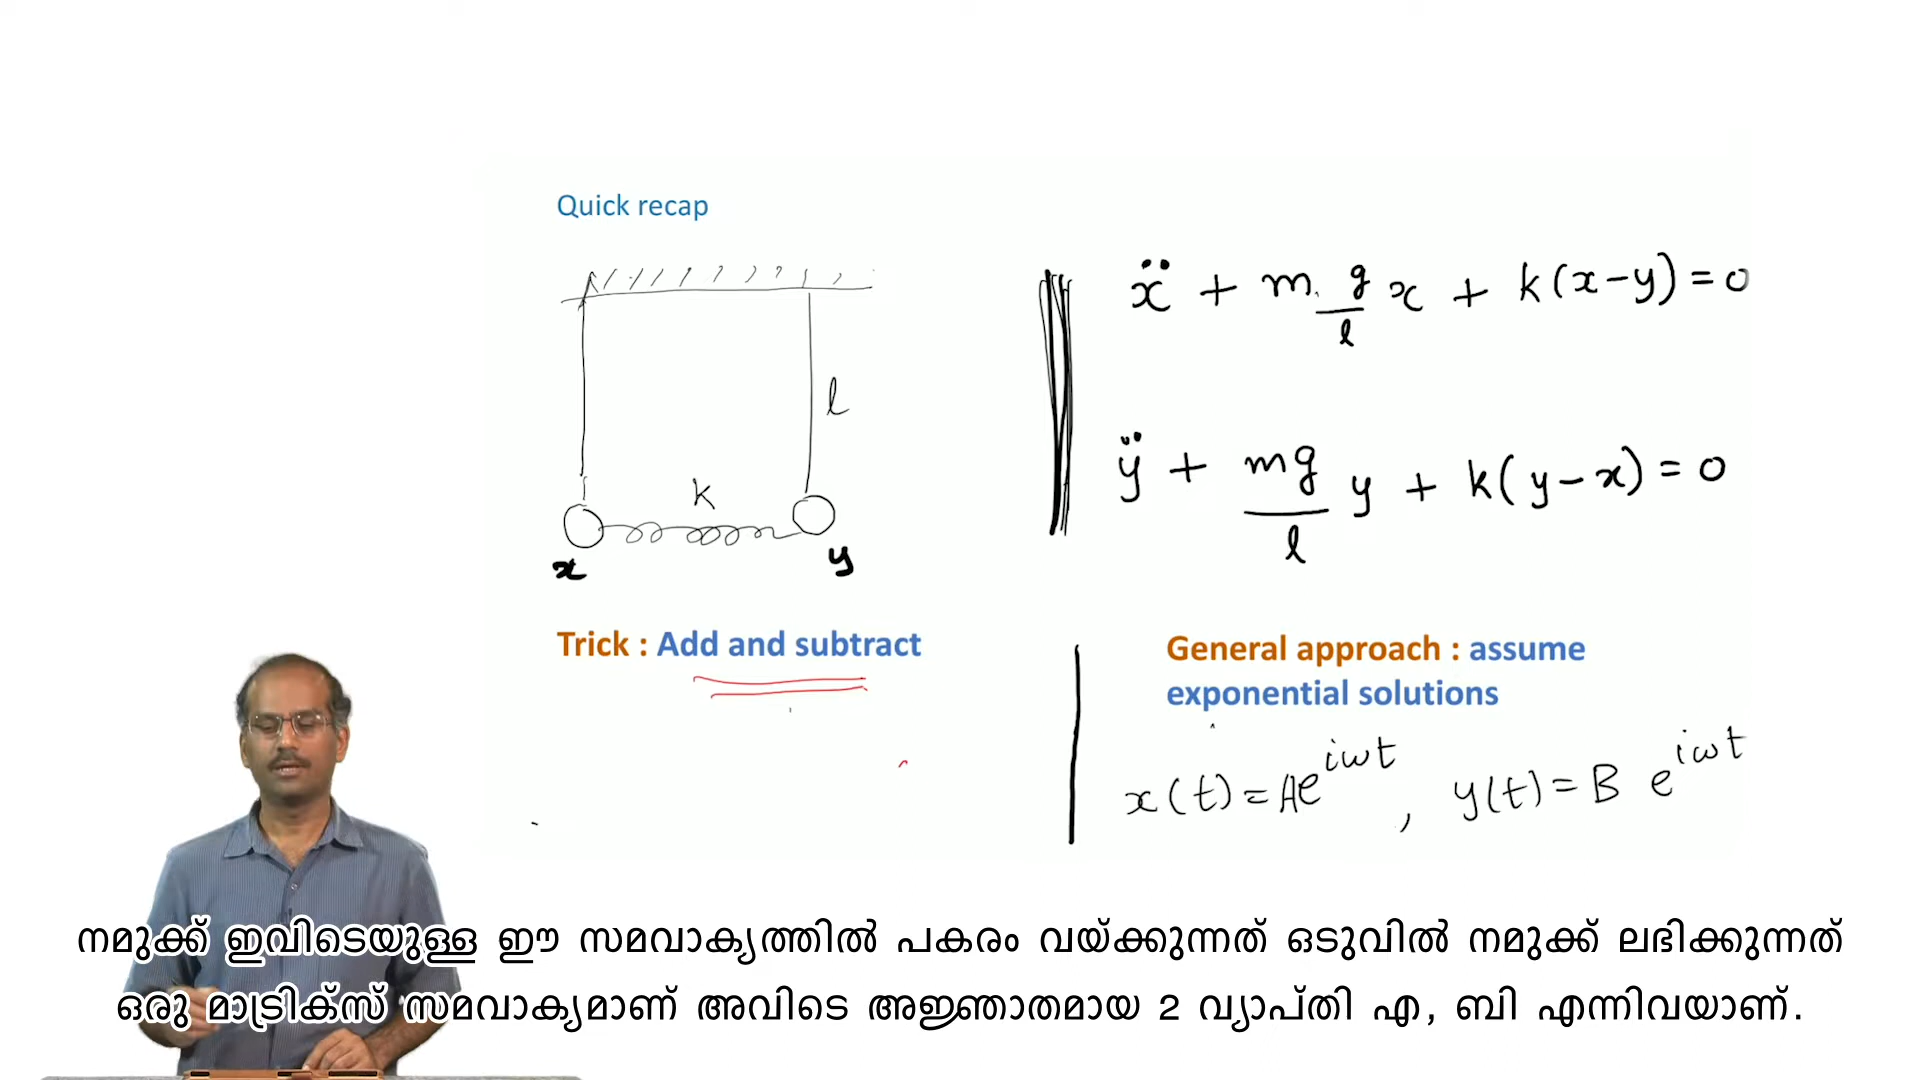 Quick recap
ẍ + m g/l x + k(x-y) = 0
l
ÿ + mg/l y + k(y-x) = 0
k
x
y
Trick : Add and subtract
General approach : assume
exponential solutions
x(t) = Ae^{iωt}, y(t) = B e^{iωt}
നമുക്ക് ഇവിടെയുള്ള ഈ സമവാക്യത്തിൽ പകരം വയ്ക്കുന്നത് ഒടുവിൽ നമുക്ക് ലഭിക്കുന്നത്
ഒരു മാട്രിക്സ് സമവാക്യമാണ് അവിടെ അജ്ഞാതമായ 2 വ്യാപ്തി എ, ബി എന്നിവയാണ്.